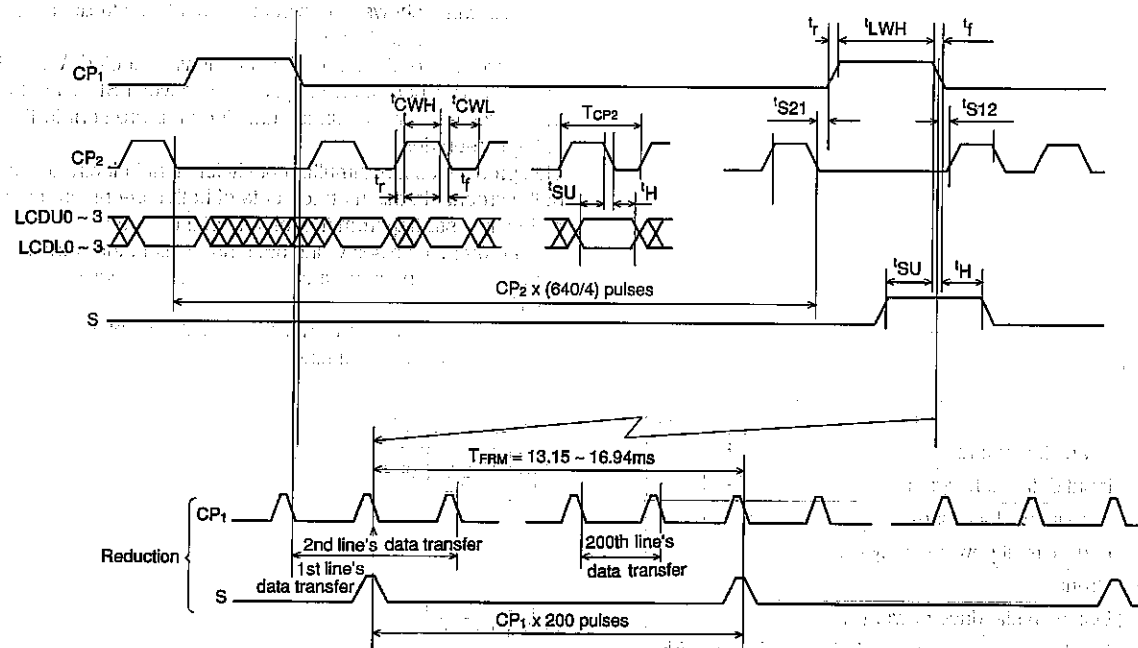 tr tLWH tf
CP1
tCWH tCWL TCP2 tS21 tS12
CP2
tr tf tSU tH
LCDU0 ~ 3
LCDL0 ~ 3
tSU tH
CP2 x (640/4) pulses
S
TFRM = 13.15 ~ 16.94ms
CP1
Reduction
2nd line's data transfer
200th line's
data transfer
1st line's
data transfer
S
CP1 x 200 pulses